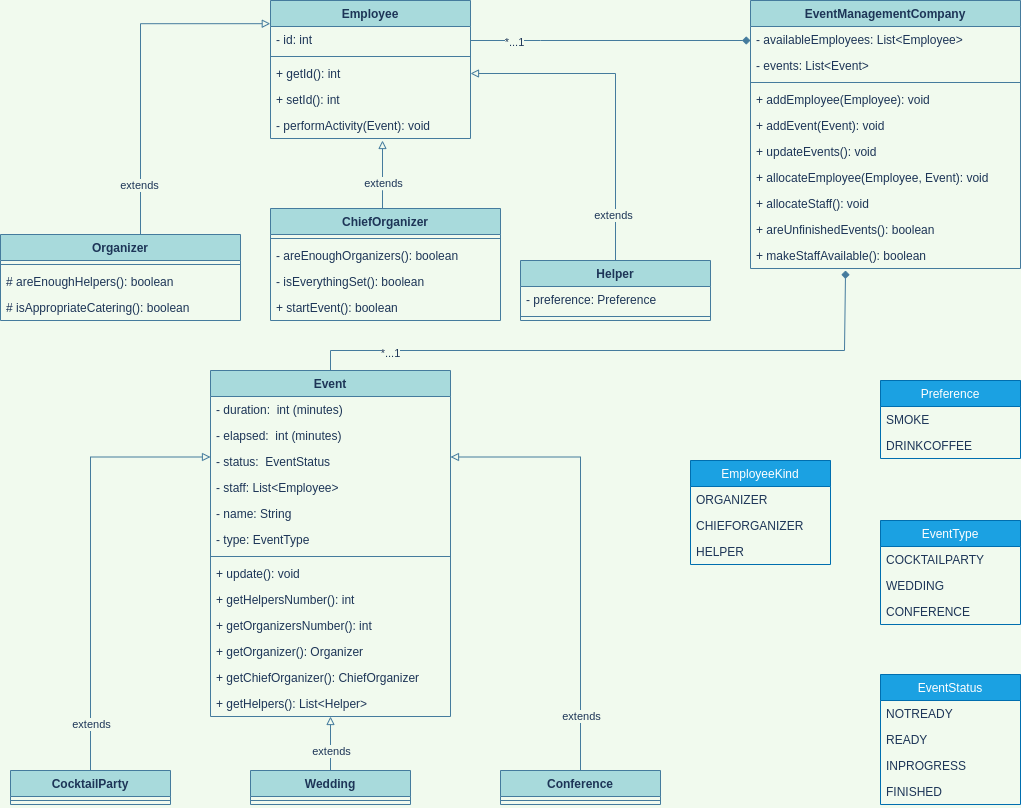 Employee
- id: int
+ getId(): int
+ setId(): int
- performActivity(Event): void
*...1
EventManagementCompany
- availableEmployees: List<Employee>
- events: List<Event>
+ addEmployee(Employee): void
+ addEvent(Event): void
+ updateEvents(): void
+ allocateEmployee(Employee, Event): void
+ allocateStaff(): void
+ areUnfinishedEvents(): boolean
+ makeStaffAvailable(): boolean
extends
extends
extends
Organizer
# areEnoughHelpers(): boolean
# isAppropriateCatering(): boolean
ChiefOrganizer
- areEnoughOrganizers(): boolean
- isEverythingSet(): boolean
+ startEvent(): boolean
Helper
- preference: Preference
*...1
Event
- duration:  int (minutes)
- elapsed:  int (minutes)
- status:  EventStatus
- staff: List<Employee>
- name: String
- type: EventType
+ update(): void
+ getHelpersNumber(): int
+ getOrganizersNumber(): int
+ getOrganizer(): Organizer
+ getChiefOrganizer(): ChiefOrganizer
+ getHelpers(): List<Helper>
extends
extends
extends
CocktailParty
Wedding
Conference
EmployeeKind
ORGANIZER
CHIEFORGANIZER
HELPER
Preference
SMOKE
DRINKCOFFEE
EventType
COCKTAILPARTY
WEDDING
CONFERENCE
EventStatus
NOTREADY
READY
INPROGRESS
FINISHED